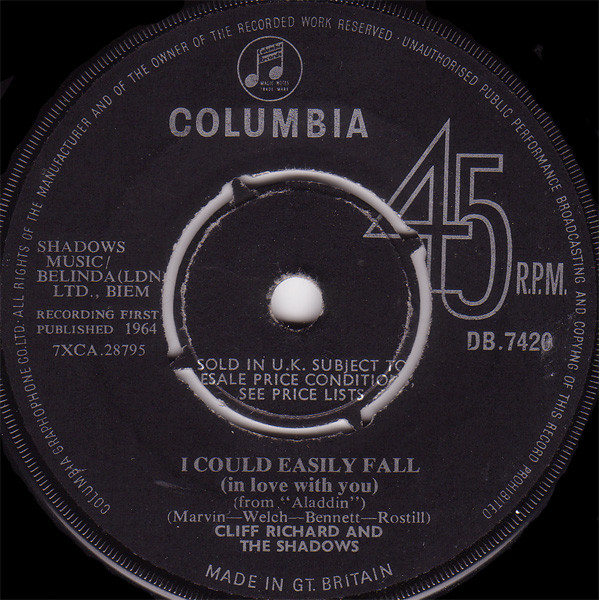 COLUMBIA GRAPHOPHONE CO. LTD: ALL RIGHTS OF THE MANUFACTURER AND OF THE OWNER OF THE RECORDED WORK RESERVED · UNAUTHORISED PUBLIC PERFORMANCE BROADCASTING AND COPYING OF THIS RECORD PROHIBITED
MAGIC NOTES
TRADE MARK
COLUMBIA
45
R.P.M.
SHADOWS
MUSIC/
BELINDA(LDN)
LTD., BIEM
RECORDING FIRST
PUBLISHED 1964
7XCA.28795
DB.7420
SOLD IN U.K. SUBJECT TO
ESALE PRICE CONDITION
SEE PRICE LISTS
I COULD EASILY FALL
(in love with you)
(from "Aladdin")
(Marvin—Welch—Bennett—Rostill)
CLIFF RICHARD AND
THE SHADOWS
MADE IN GT. BRITAIN